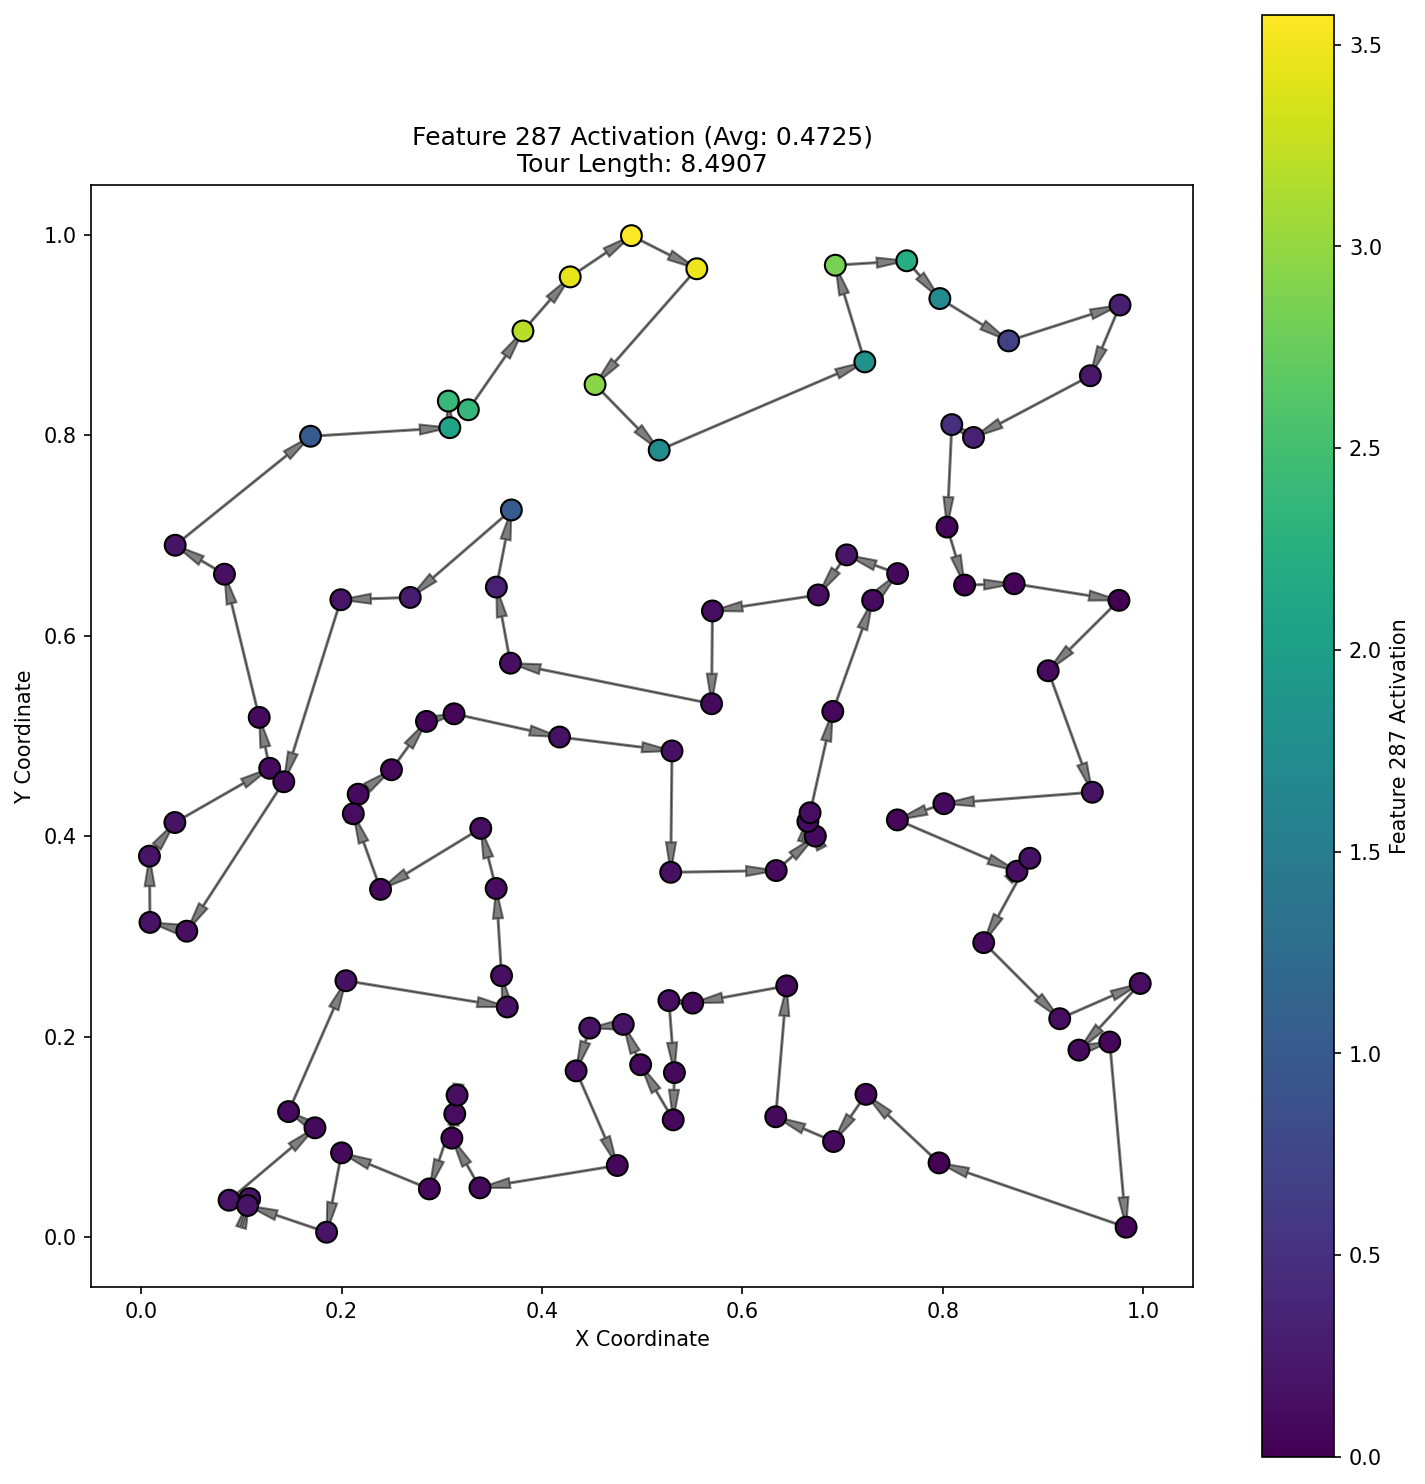 Feature 287 Activation (Avg: 0.4725)
Tour Length: 8.4907
1.0
0.8
0.6
0.4
0.2
0.0
Y Coordinate
0.0 0.2 0.4 0.6 0.8 1.0
X Coordinate
3.5
3.0
2.5
2.0
1.5
1.0
0.5
0.0
Feature 287 Activation